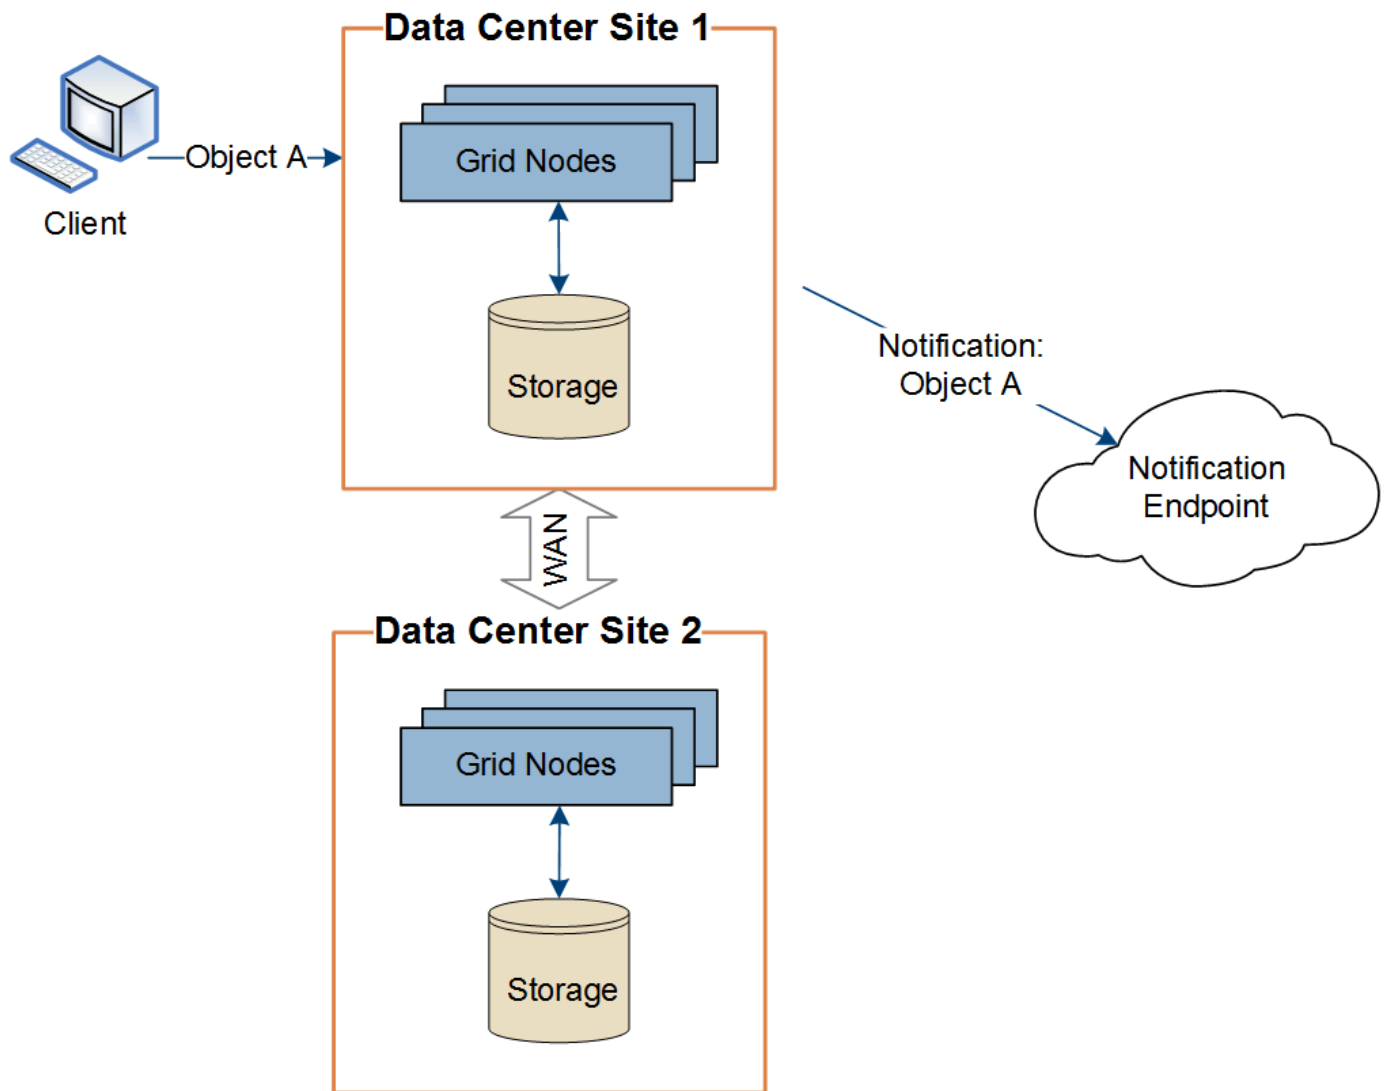 Data Center Site 1
Object A
Client
Grid Nodes
Storage
Notification:
Object A
Notification
Endpoint
WAN
Data Center Site 2
Grid Nodes
Storage